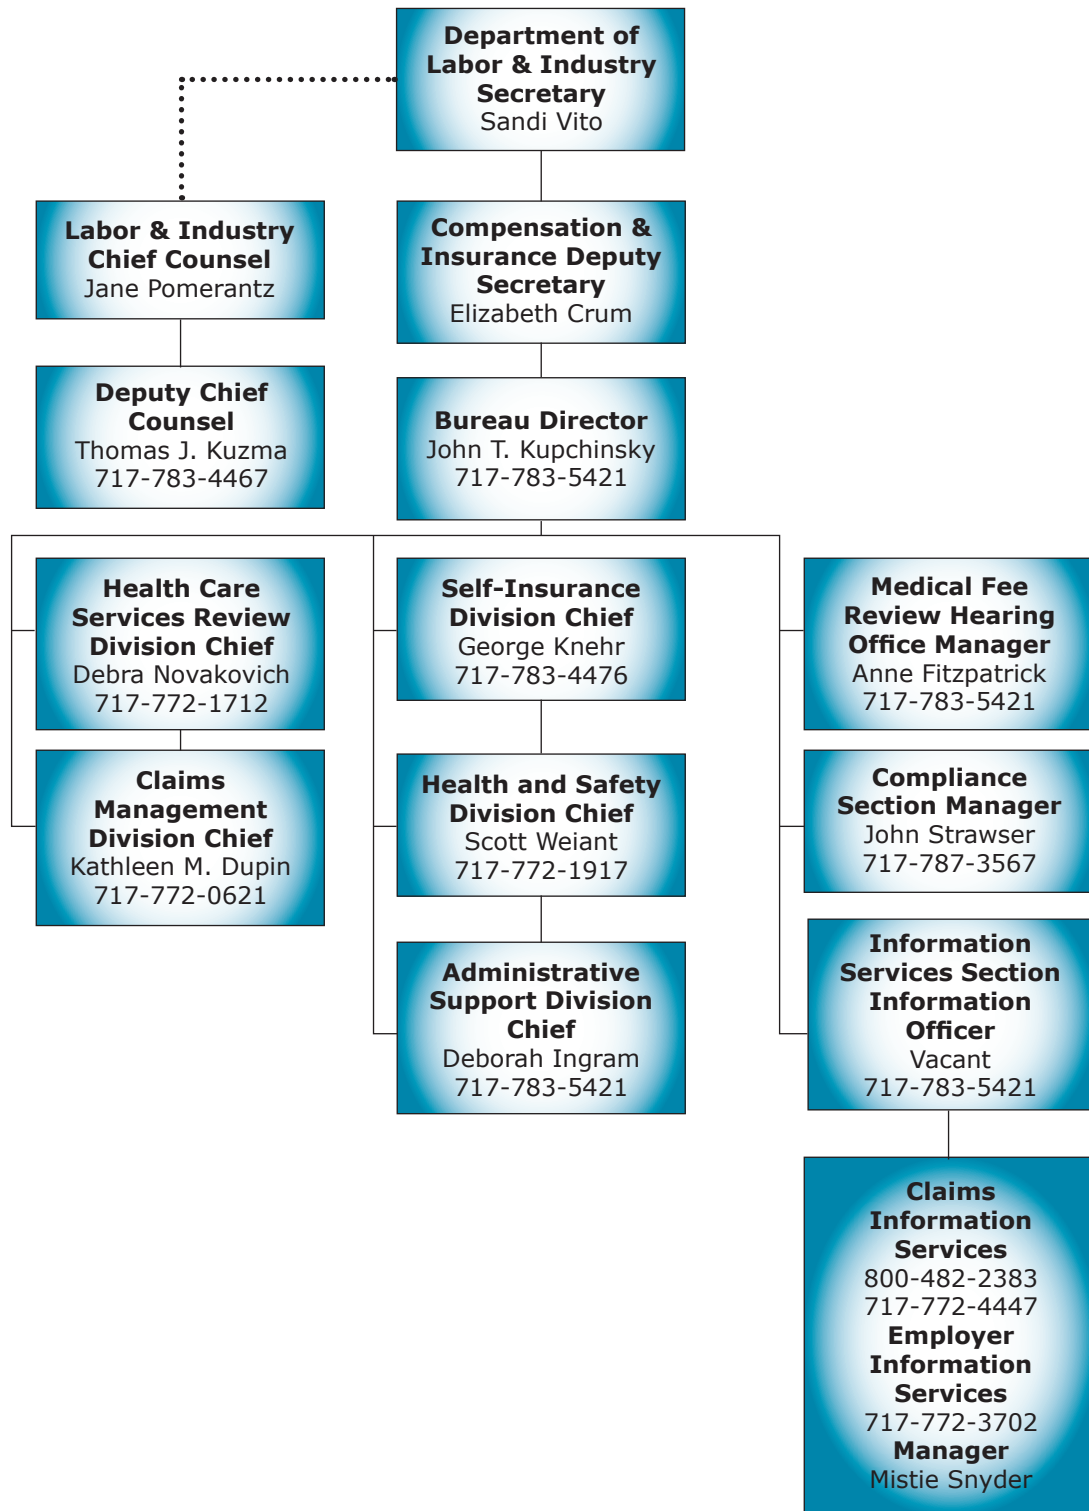 Department of
Labor & Industry
Secretary
Sandi Vito
Labor & Industry
Chief Counsel
Jane Pomerantz
Compensation &
Insurance Deputy
Secretary
Elizabeth Crum
Deputy Chief
Counsel
Thomas J. Kuzma
717-783-4467
Bureau Director
John T. Kupchinsky
717-783-5421
Health Care
Services Review
Division Chief
Debra Novakovich
717-772-1712
Self-Insurance
Division Chief
George Knehr
717-783-4476
Medical Fee
Review Hearing
Office Manager
Anne Fitzpatrick
717-783-5421
Claims
Management
Division Chief
Kathleen M. Dupin
717-772-0621
Health and Safety
Division Chief
Scott Weiant
717-772-1917
Compliance
Section Manager
John Strawser
717-787-3567
Administrative
Support Division
Chief
Deborah Ingram
717-783-5421
Information
Services Section
Information
Officer
Vacant
717-783-5421
Claims
Information
Services
800-482-2383
717-772-4447
Employer
Information
Services
717-772-3702
Manager
Mistie Snyder